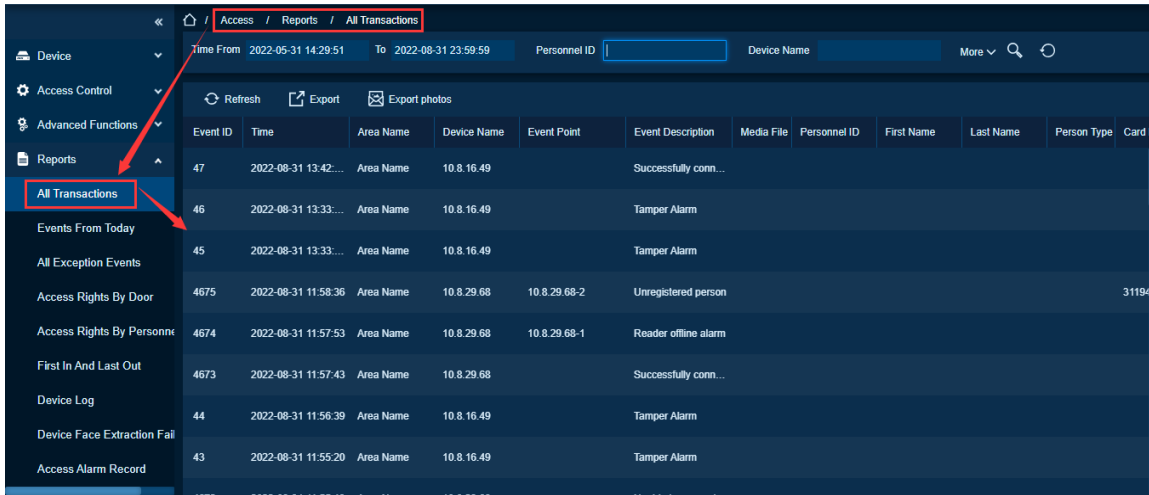 « / Access / Reports / All Transactions
Time From 2022-05-31 14:29:51 To 2022-08-31 23:59:59 Personnel ID Device Name More
Device
Access Control
Advanced Functions
Reports
All Transactions
Events From Today
All Exception Events
Access Rights By Door
Access Rights By Personne
First In And Last Out
Device Log
Device Face Extraction Fail
Access Alarm Record
Refresh Export Export photos
Event ID Time Area Name Device Name Event Point Event Description Media File Personnel ID First Name Last Name Person Type Card
47 2022-08-31 13:42:... Area Name 10.8.16.49 Successfully conn...
46 2022-08-31 13:33:... Area Name 10.8.16.49 Tamper Alarm
45 2022-08-31 13:33:... Area Name 10.8.16.49 Tamper Alarm
4675 2022-08-31 11:58:36 Area Name 10.8.29.68 10.8.29.68-2 Unregistered person 31194
4674 2022-08-31 11:57:53 Area Name 10.8.29.68 10.8.29.68-1 Reader offline alarm
4673 2022-08-31 11:57:43 Area Name 10.8.29.68 Successfully conn...
44 2022-08-31 11:56:39 Area Name 10.8.16.49 Tamper Alarm
43 2022-08-31 11:55:20 Area Name 10.8.16.49 Tamper Alarm